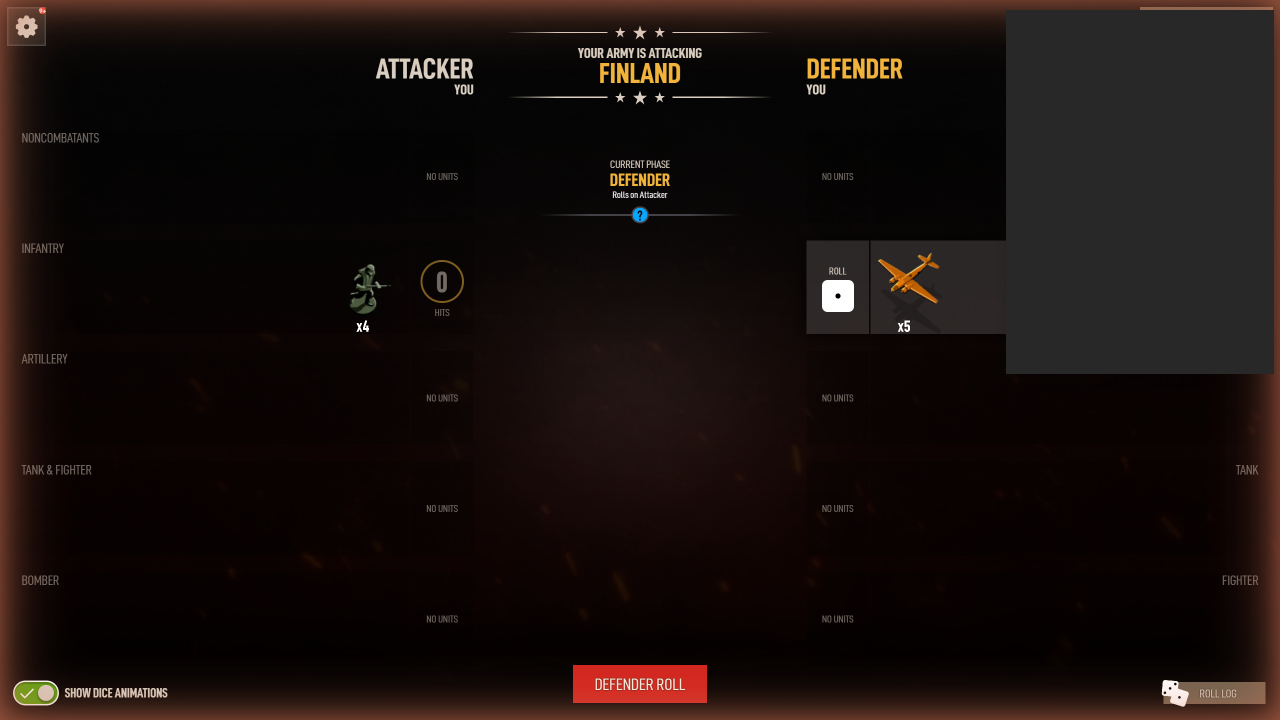 YOUR ARMY IS ATTACKING
FINLAND
ATTACKER
YOU
DEFENDER
YOU
NONCOMBATANTS
NO UNITS
CURRENT PHASE
DEFENDER
Rolls on Attacker
?
NO UNITS
INFANTRY
x4
0
HITS
ROLL
x5
ARTILLERY
NO UNITS
NO UNITS
TANK & FIGHTER
TANK
NO UNITS
NO UNITS
BOMBER
FIGHTER
NO UNITS
NO UNITS
SHOW DICE ANIMATIONS
DEFENDER ROLL
ROLL LOG